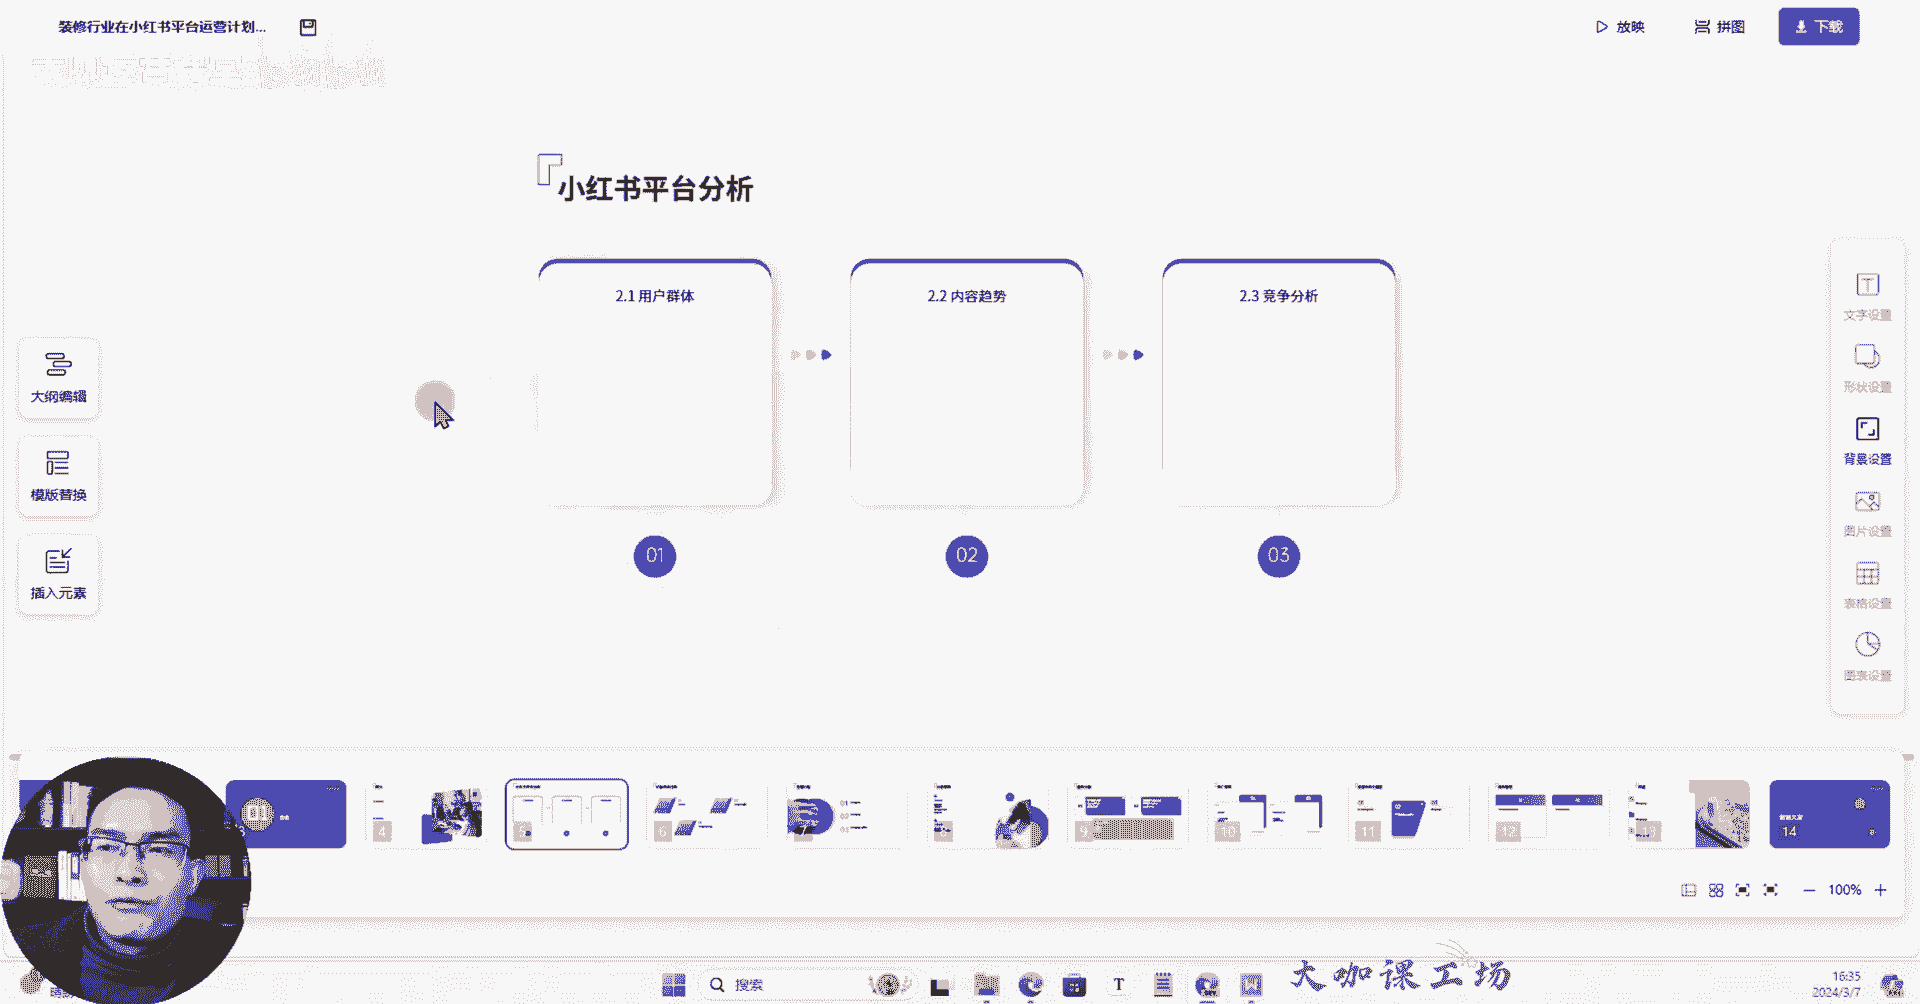 装修行业在小红书平台运营计划...
放映
拼图
下载
小红书平台分析
2.1 用户群体
2.2 内容趋势
2.3 竞争分析
01
02
03
大纲编辑
模版替换
插入元素
文字设置
形状设置
背景设置
图片设置
表格设置
图表设置
01
3
4
5
6
9
10
11
12
13
14
100%
搜索
大咖课工场
16:35
2024/3/7